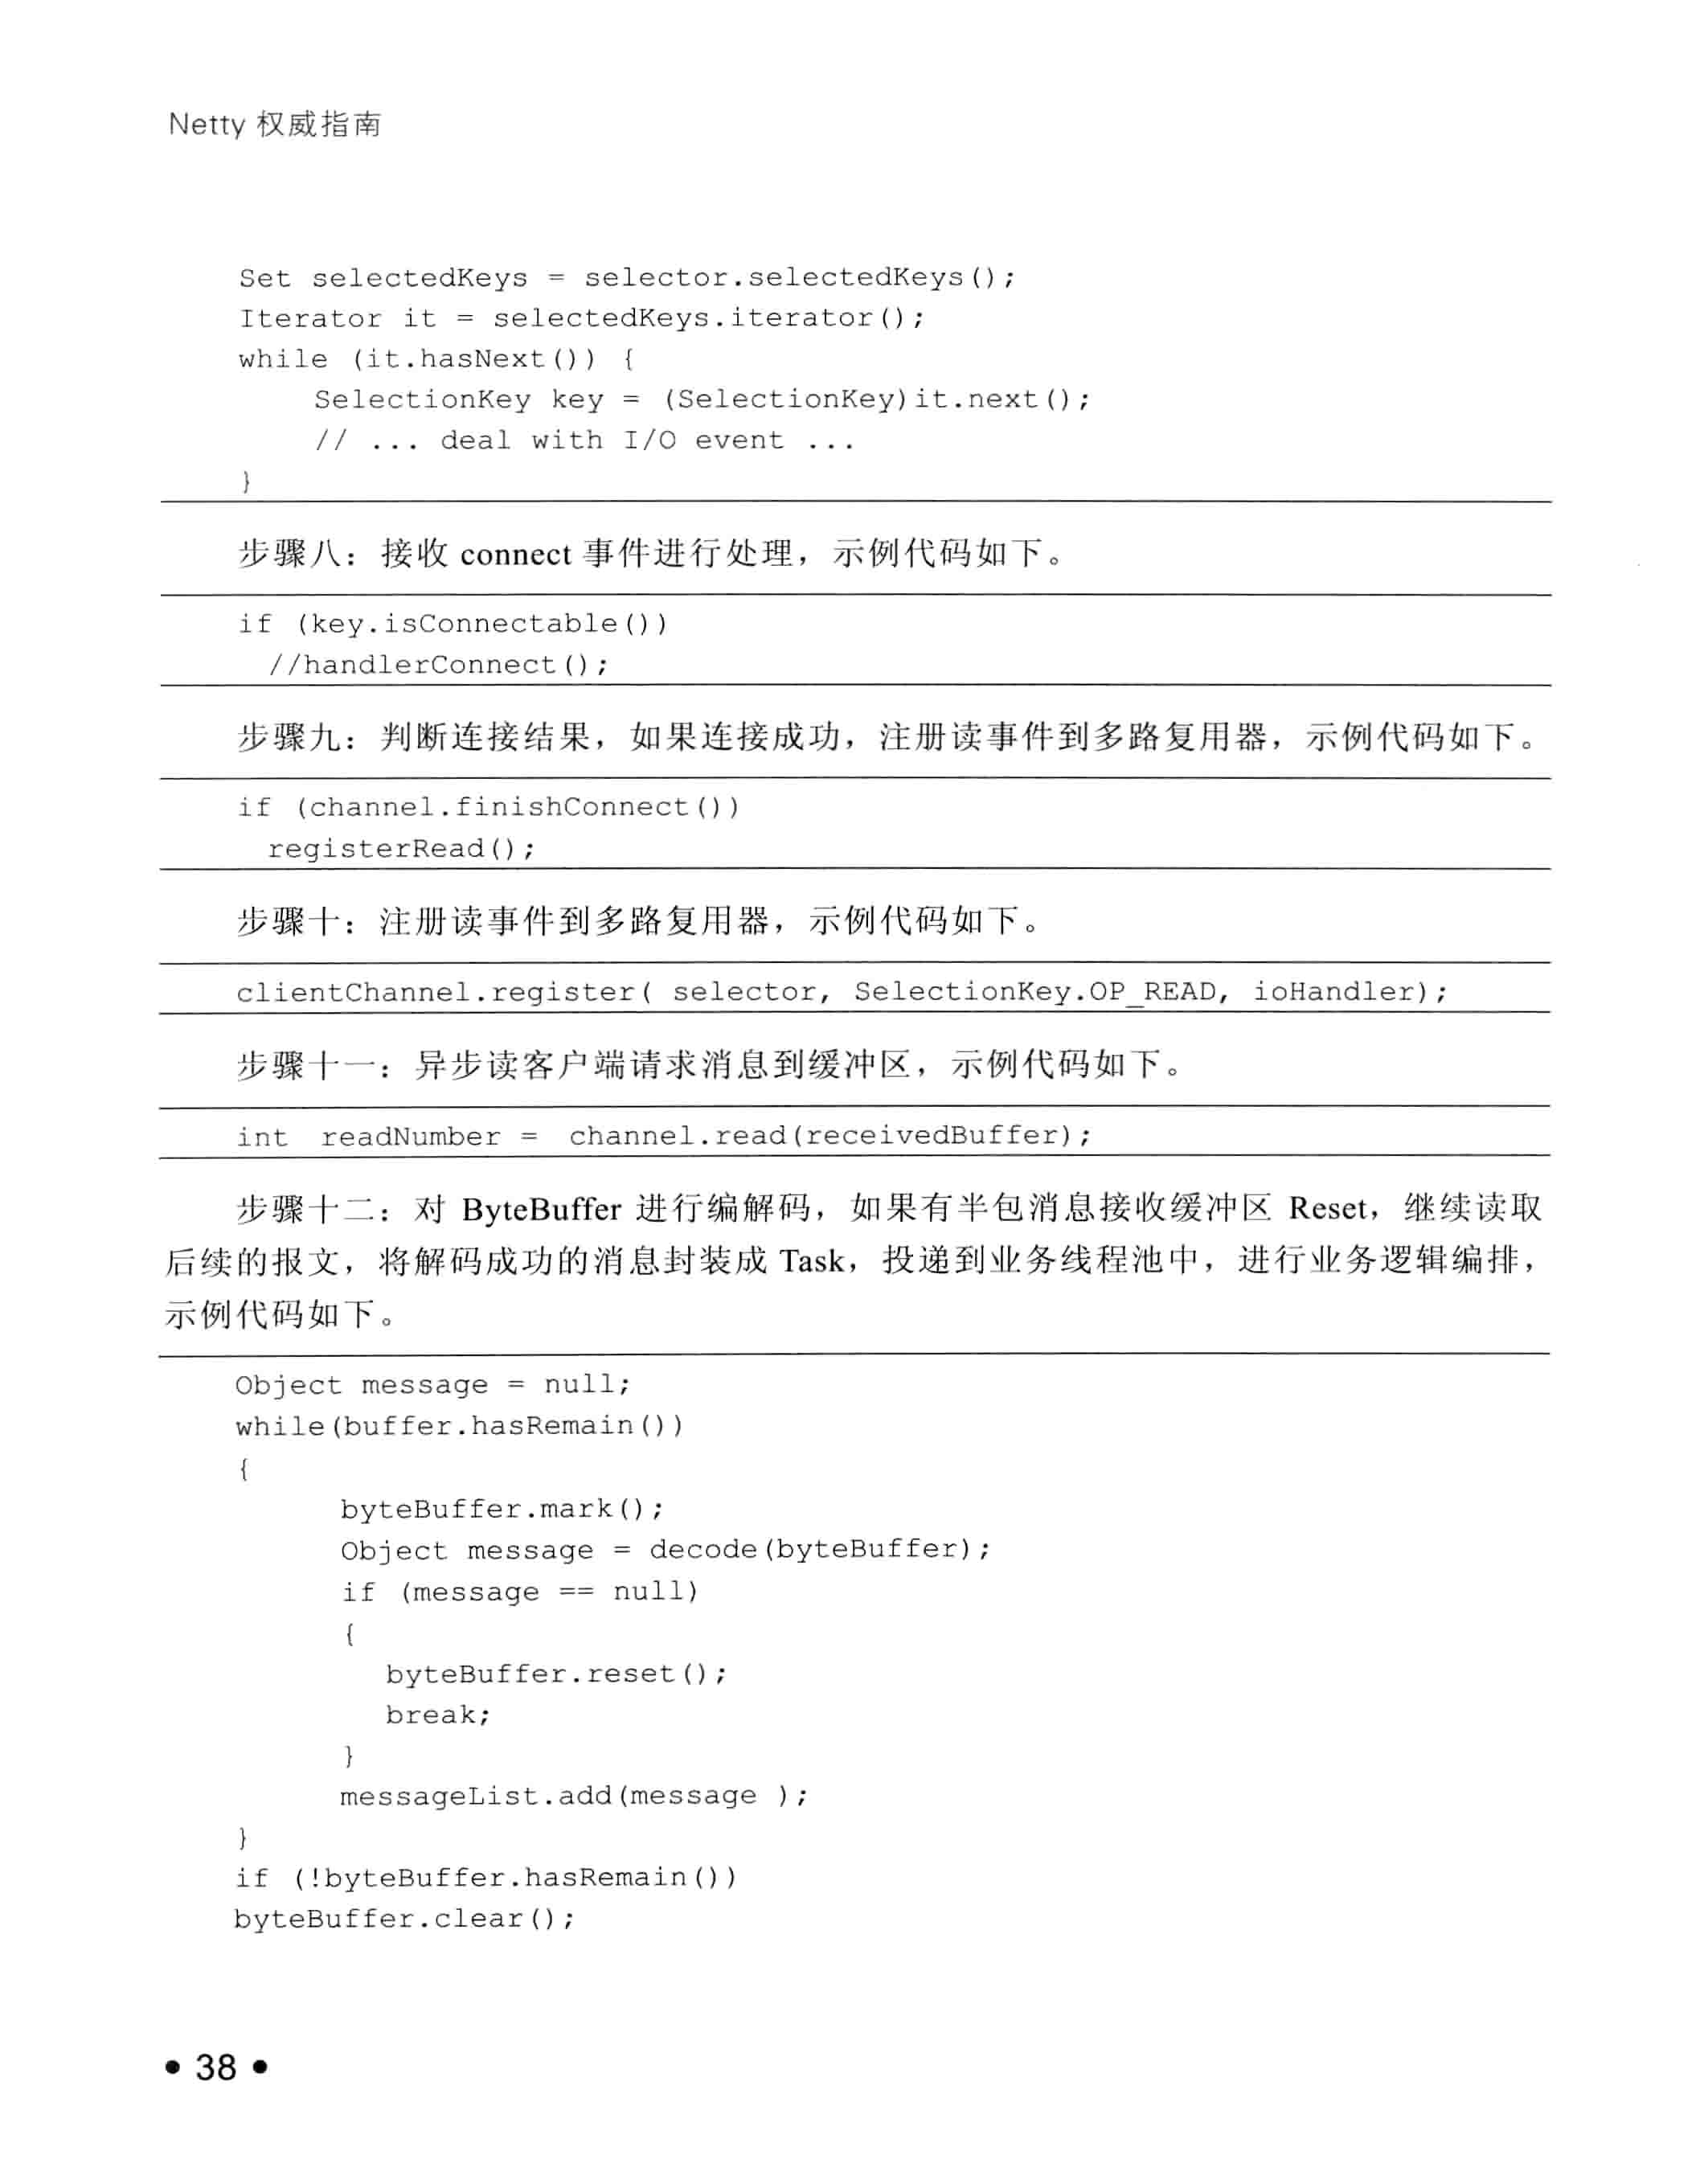 Netty 权威指南
Set selectedKeys = selector.selectedKeys();
Iterator it = selectedKeys.iterator();
while (it.hasNext()) {
    SelectionKey key = (SelectionKey)it.next();
    // ... deal with I/O event ...
}
步骤八：接收 connect 事件进行处理，示例代码如下。
if (key.isConnectable())
  //handlerConnect();
步骤九：判断连接结果，如果连接成功，注册读事件到多路复用器，示例代码如下。
if (channel.finishConnect())
  registerRead();
步骤十：注册读事件到多路复用器，示例代码如下。
clientChannel.register( selector, SelectionKey.OP_READ, ioHandler);
步骤十一：异步读客户端请求消息到缓冲区，示例代码如下。
int  readNumber =  channel.read(receivedBuffer);
步骤十二：对 ByteBuffer 进行编解码，如果有半包消息接收缓冲区 Reset，继续读取
后续的报文，将解码成功的消息封装成 Task，投递到业务线程池中，进行业务逻辑编排，
示例代码如下。
Object message = null;
while(buffer.hasRemain())
{
      byteBuffer.mark();
      Object message = decode(byteBuffer);
      if (message == null)
      {
        byteBuffer.reset();
        break;
      }
      messageList.add(message );
}
if (!byteBuffer.hasRemain())
byteBuffer.clear();
• 38 •